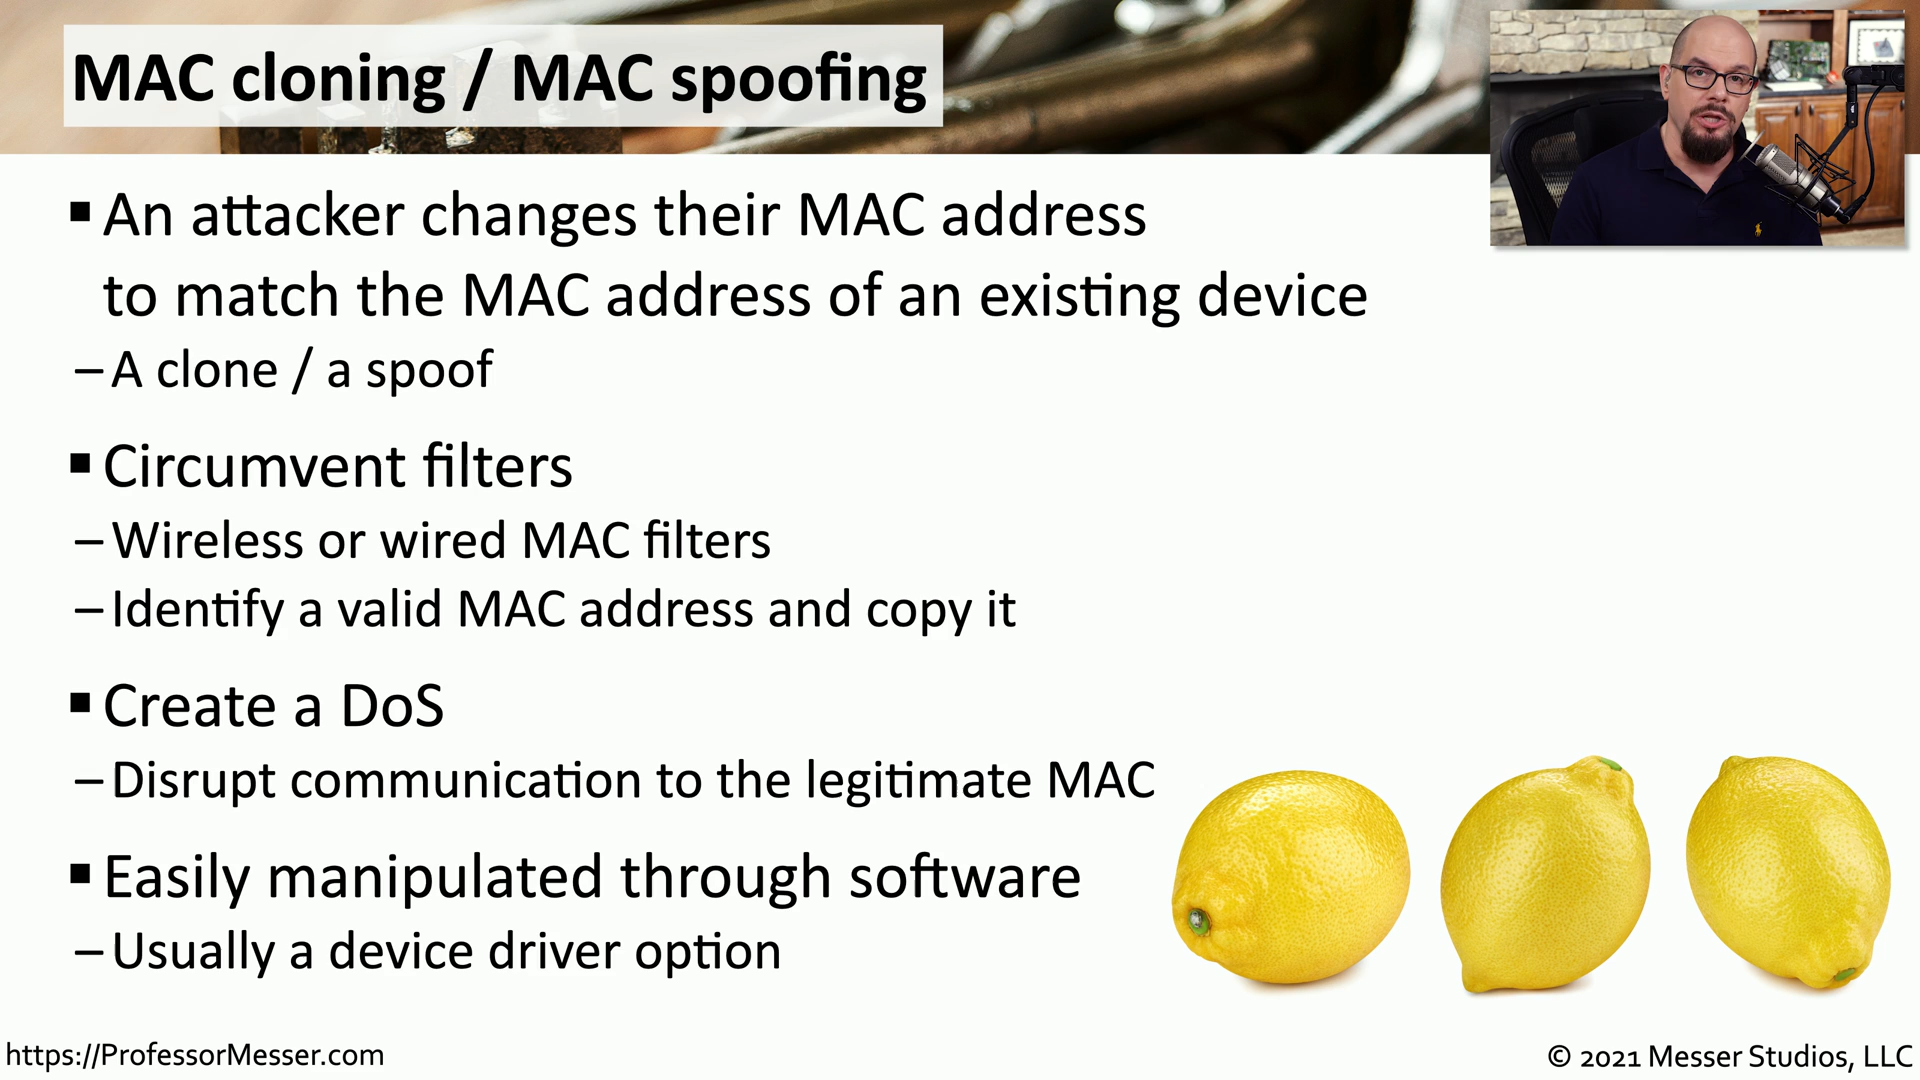 MAC cloning / MAC spoofing
▪ An attacker changes their MAC address
to match the MAC address of an existing device
– A clone / a spoof
▪ Circumvent filters
– Wireless or wired MAC filters
– Identify a valid MAC address and copy it
▪ Create a DoS
– Disrupt communication to the legitimate MAC
▪ Easily manipulated through software
– Usually a device driver option
https://ProfessorMesser.com
© 2021 Messer Studios, LLC